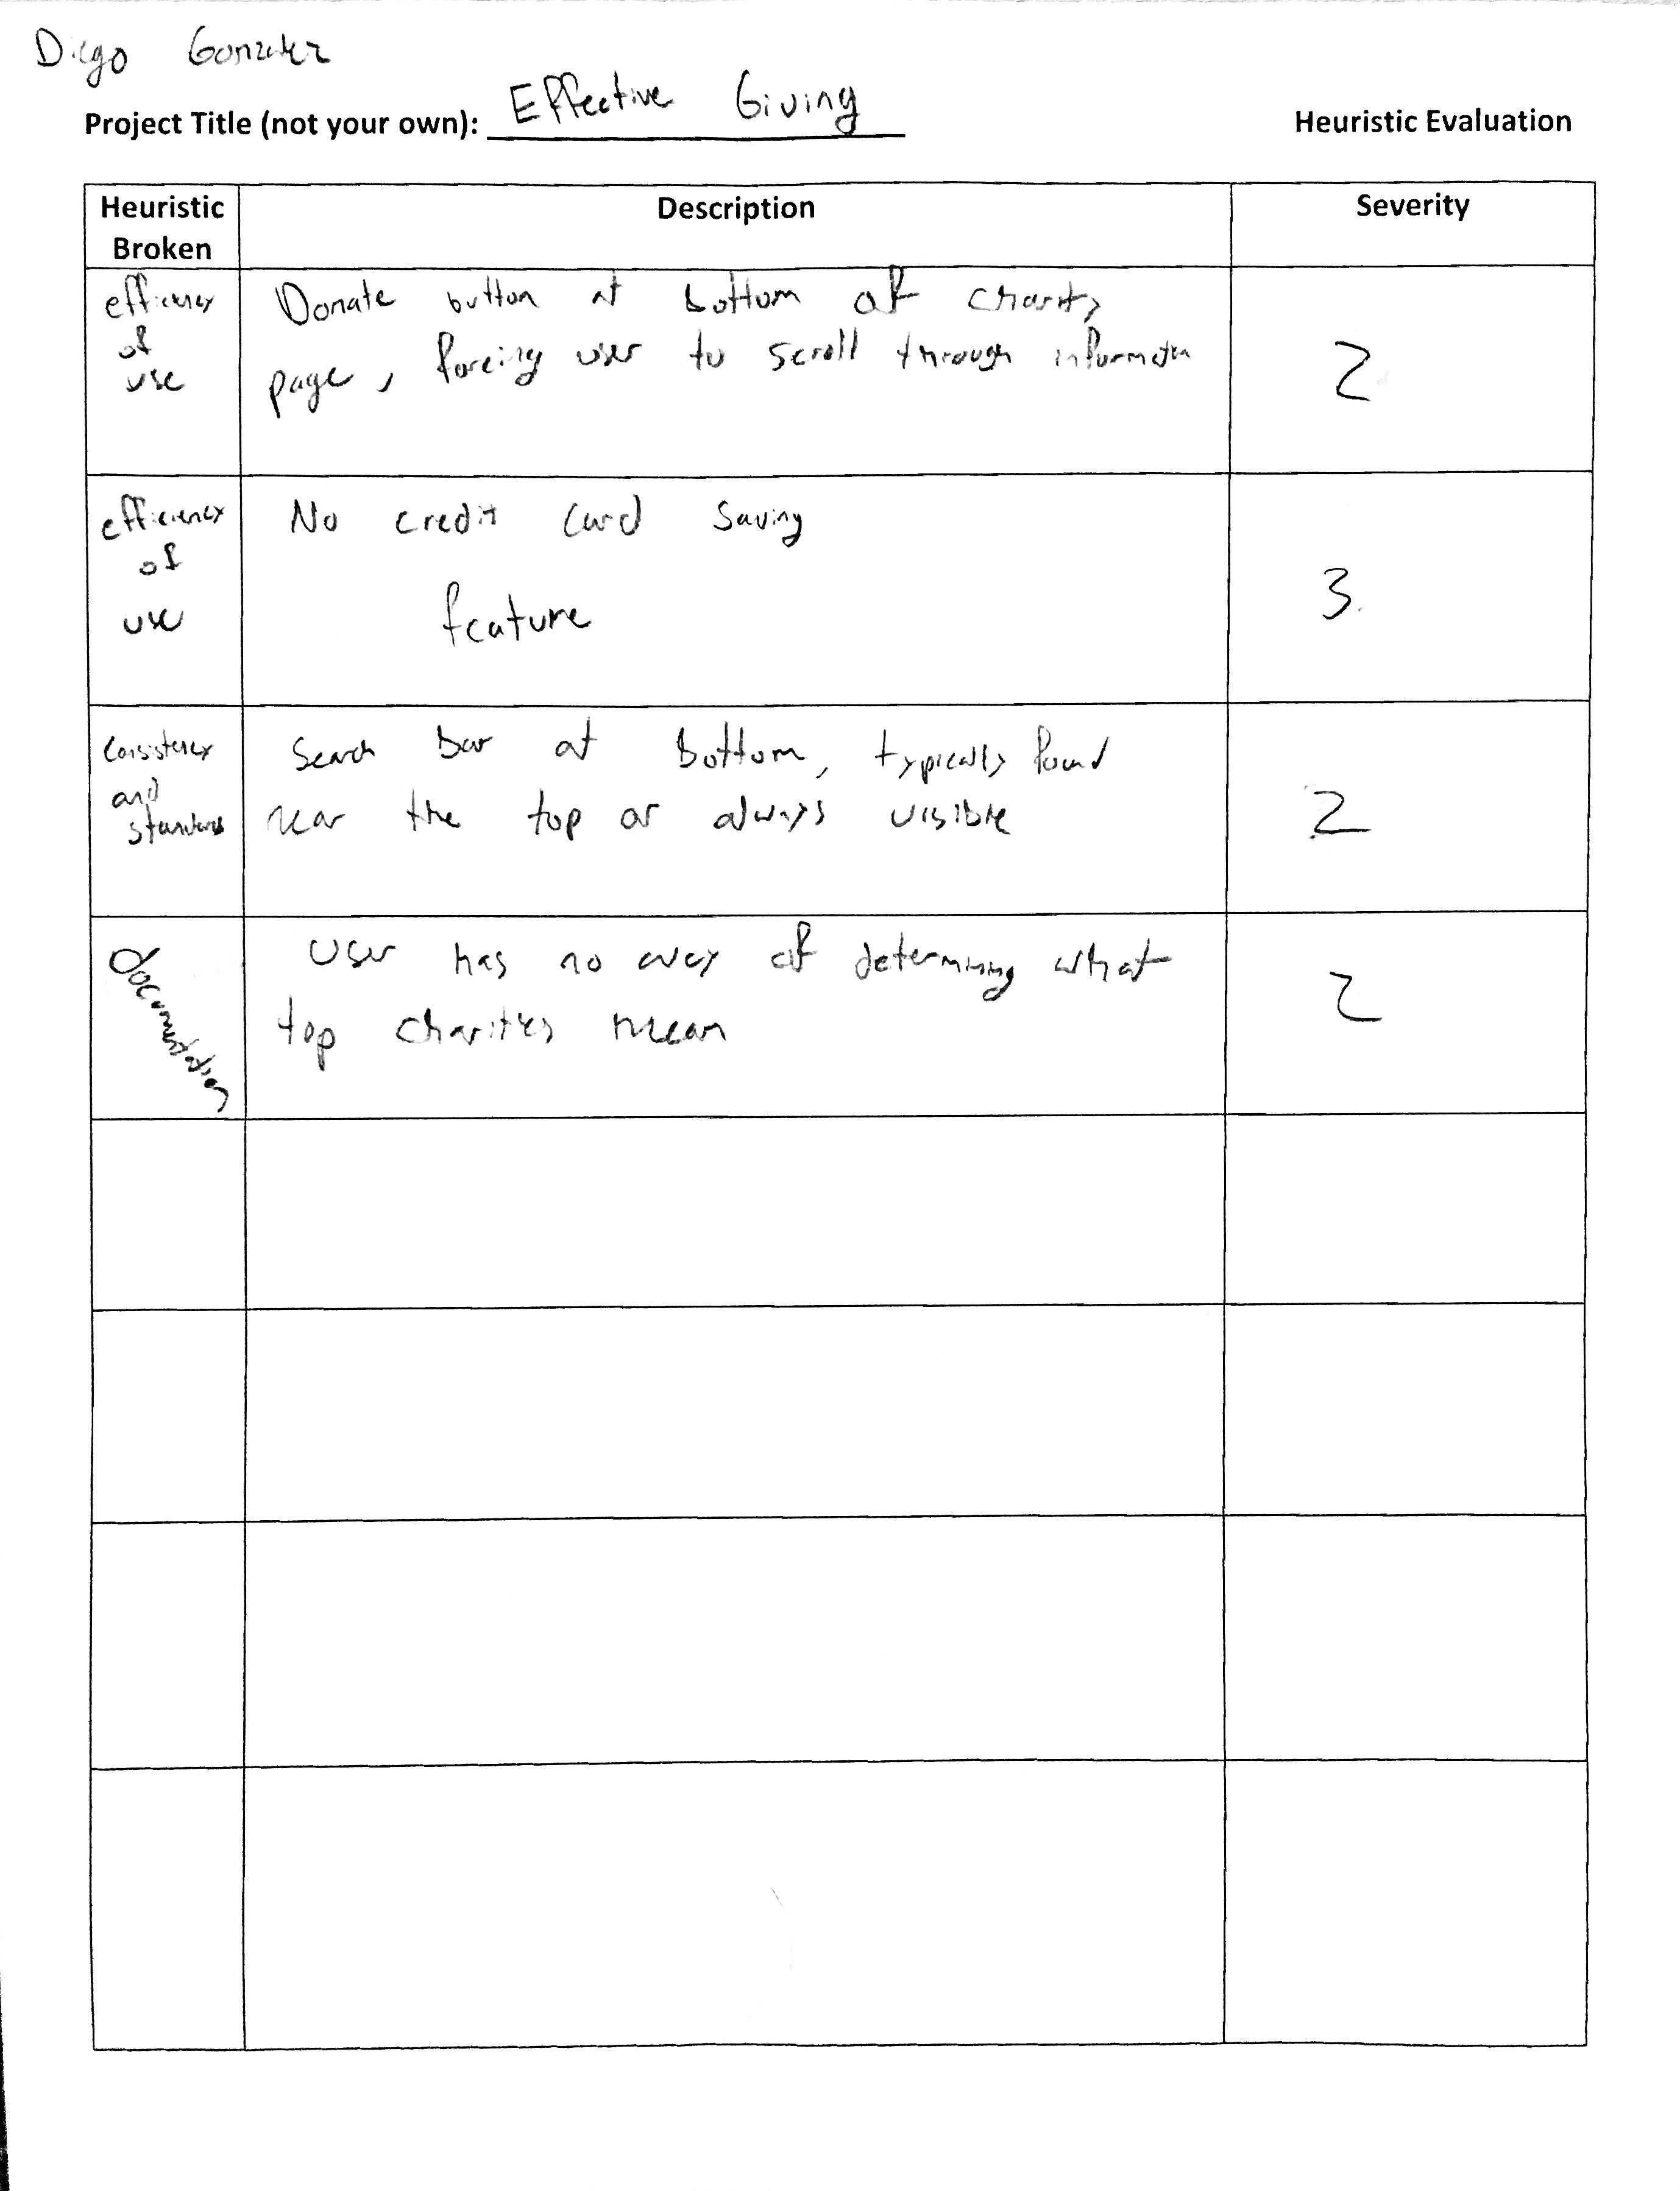 Diego Gonzalez
Project Title (not your own): Effective Giving
Heuristic Evaluation
Heuristic Broken
Description
Severity
efficiency
of
use
Donate button at bottom of charity
page, forcing user to scroll through information
2
efficiency
of
use
No credit card saving
feature
3
Consistency
and
standards
Search bar at bottom, typically found
near the top or always visible
2
documentation
User has no way of determining what
top charities mean
2